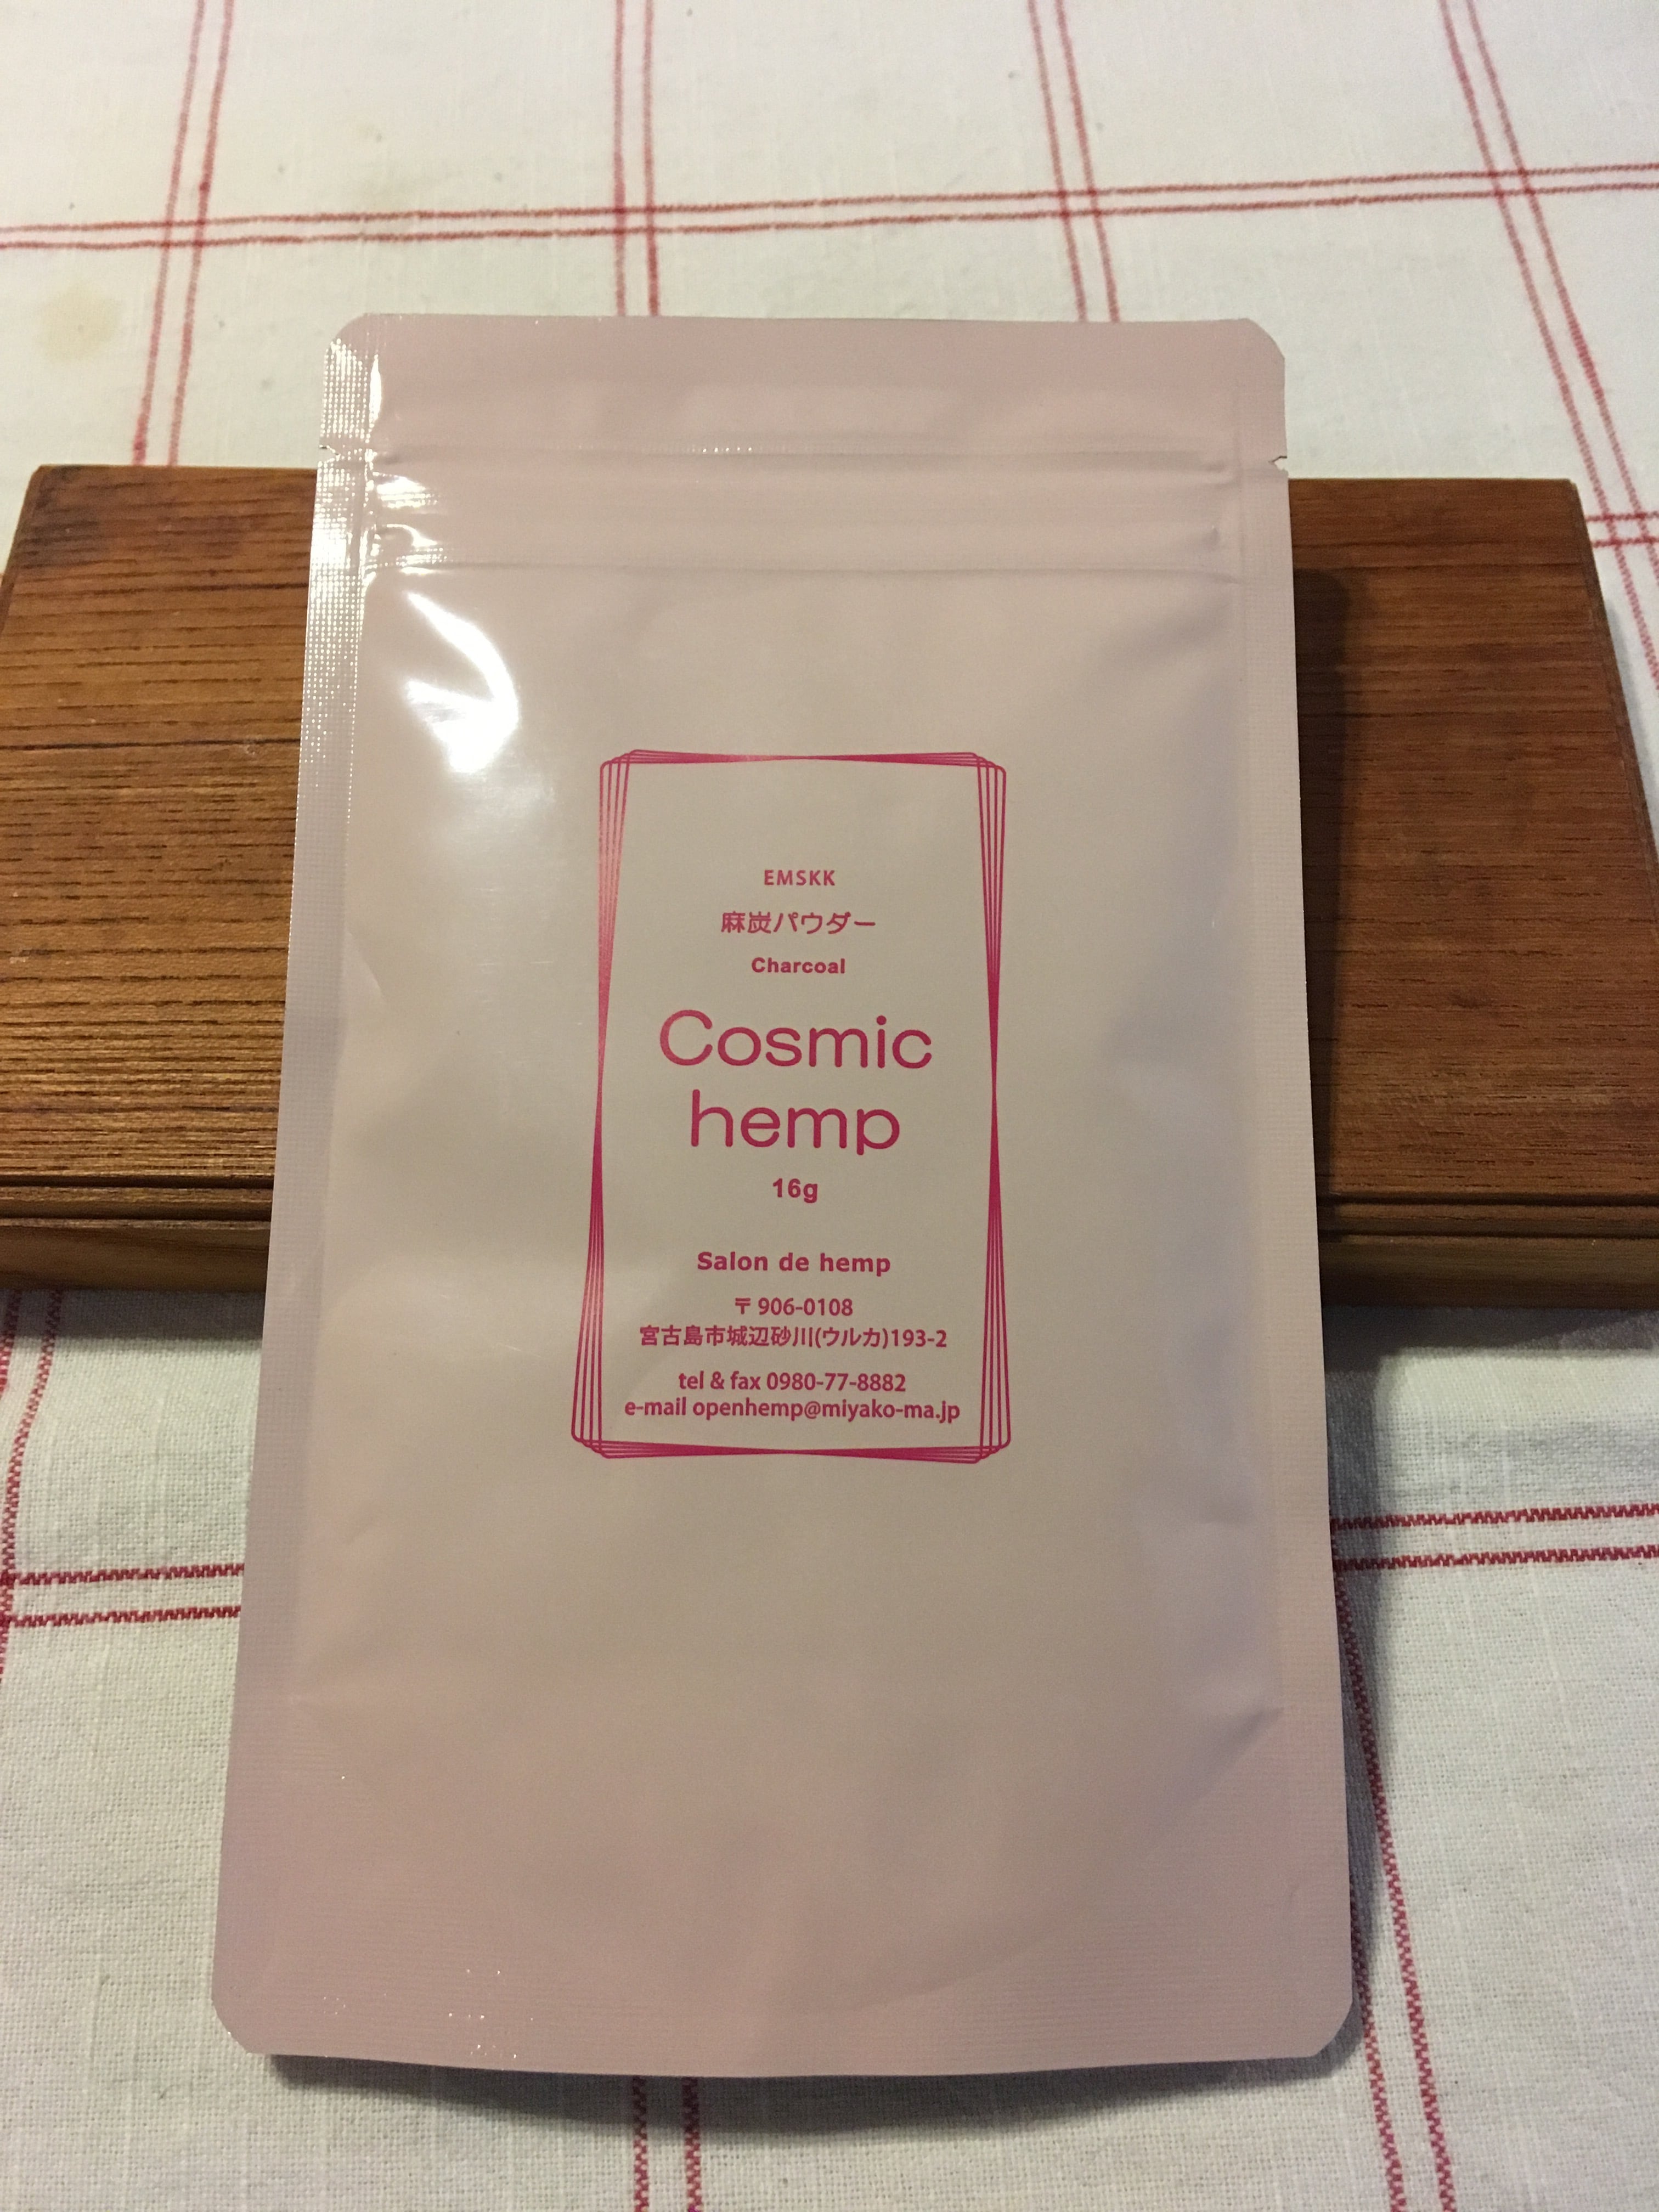 EMSKK
麻炭パウダー
Charcoal
Cosmic
hemp
16g
Salon de hemp
〒906-0108
宮古島市城辺砂川(ウルカ)193-2
tel & fax 0980-77-8882
e-mail openhemp@miyako-ma.jp